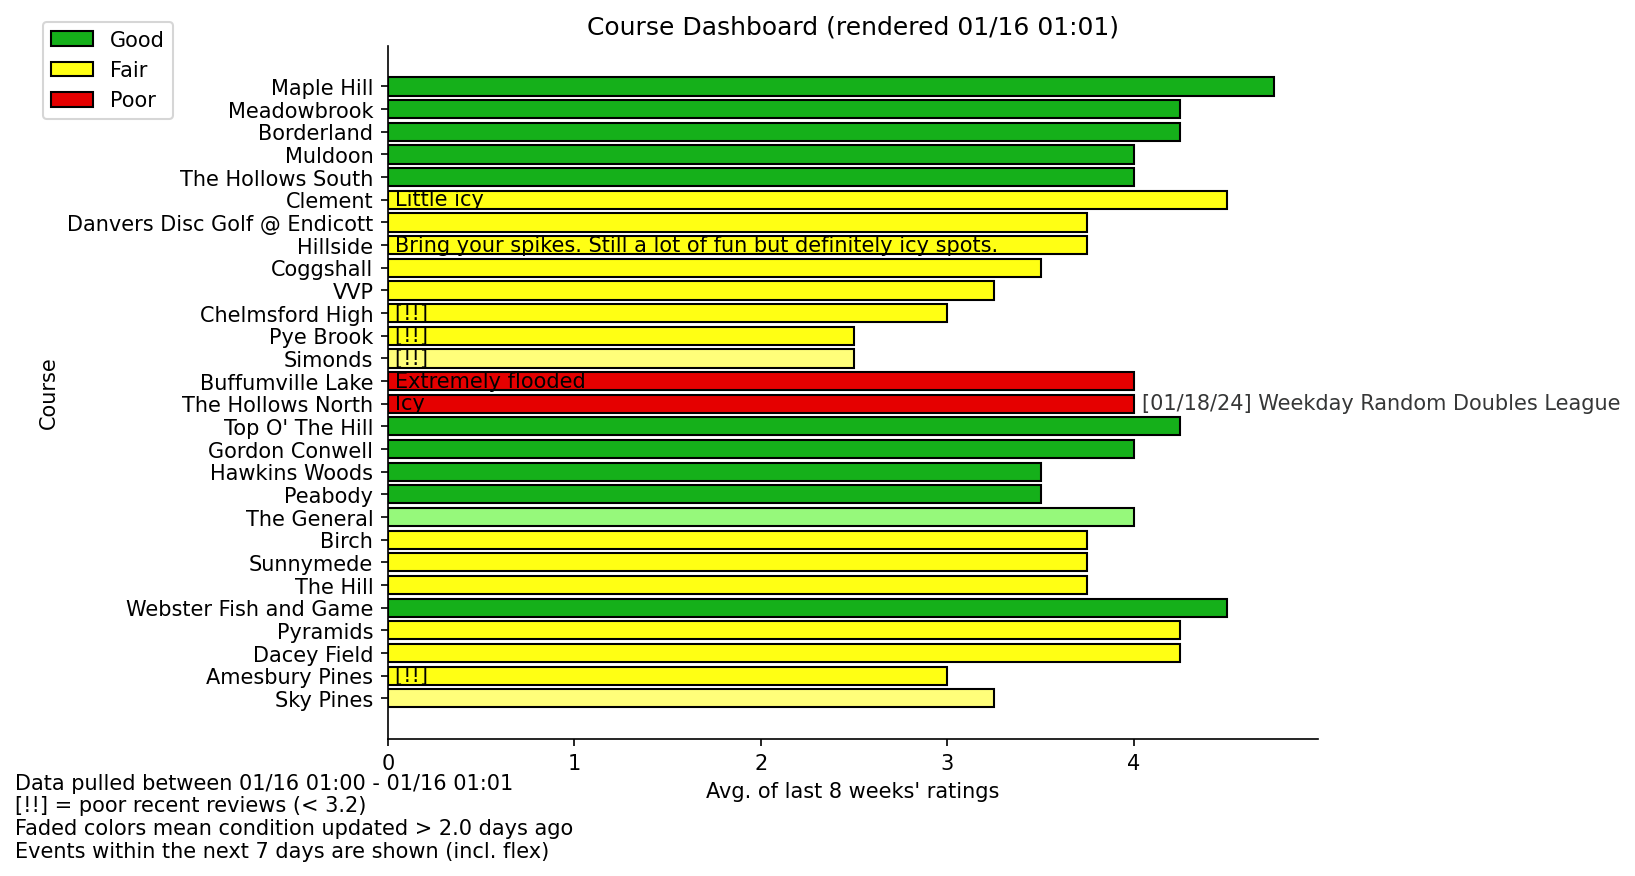 Course Dashboard (rendered 01/16 01:01)
Good
Fair
Poor
Course
Maple Hill
Meadowbrook
Borderland
Muldoon
The Hollows South
Clement Little icy
Danvers Disc Golf @ Endicott
Hillside Bring your spikes. Still a lot of fun but definitely icy spots.
Coggshall
VVP
Chelmsford High [!!]
Pye Brook [!!]
Simonds [!!]
Buffumville Lake Extremely flooded
The Hollows North Icy [01/18/24] Weekday Random Doubles League
Top O' The Hill
Gordon Conwell
Hawkins Woods
Peabody
The General
Birch
Sunnymede
The Hill
Webster Fish and Game
Pyramids
Dacey Field
Amesbury Pines [!!]
Sky Pines
0 1 2 3 4
Avg. of last 8 weeks' ratings
Data pulled between 01/16 01:00 - 01/16 01:01
[!!] = poor recent reviews (< 3.2)
Faded colors mean condition updated > 2.0 days ago
Events within the next 7 days are shown (incl. flex)